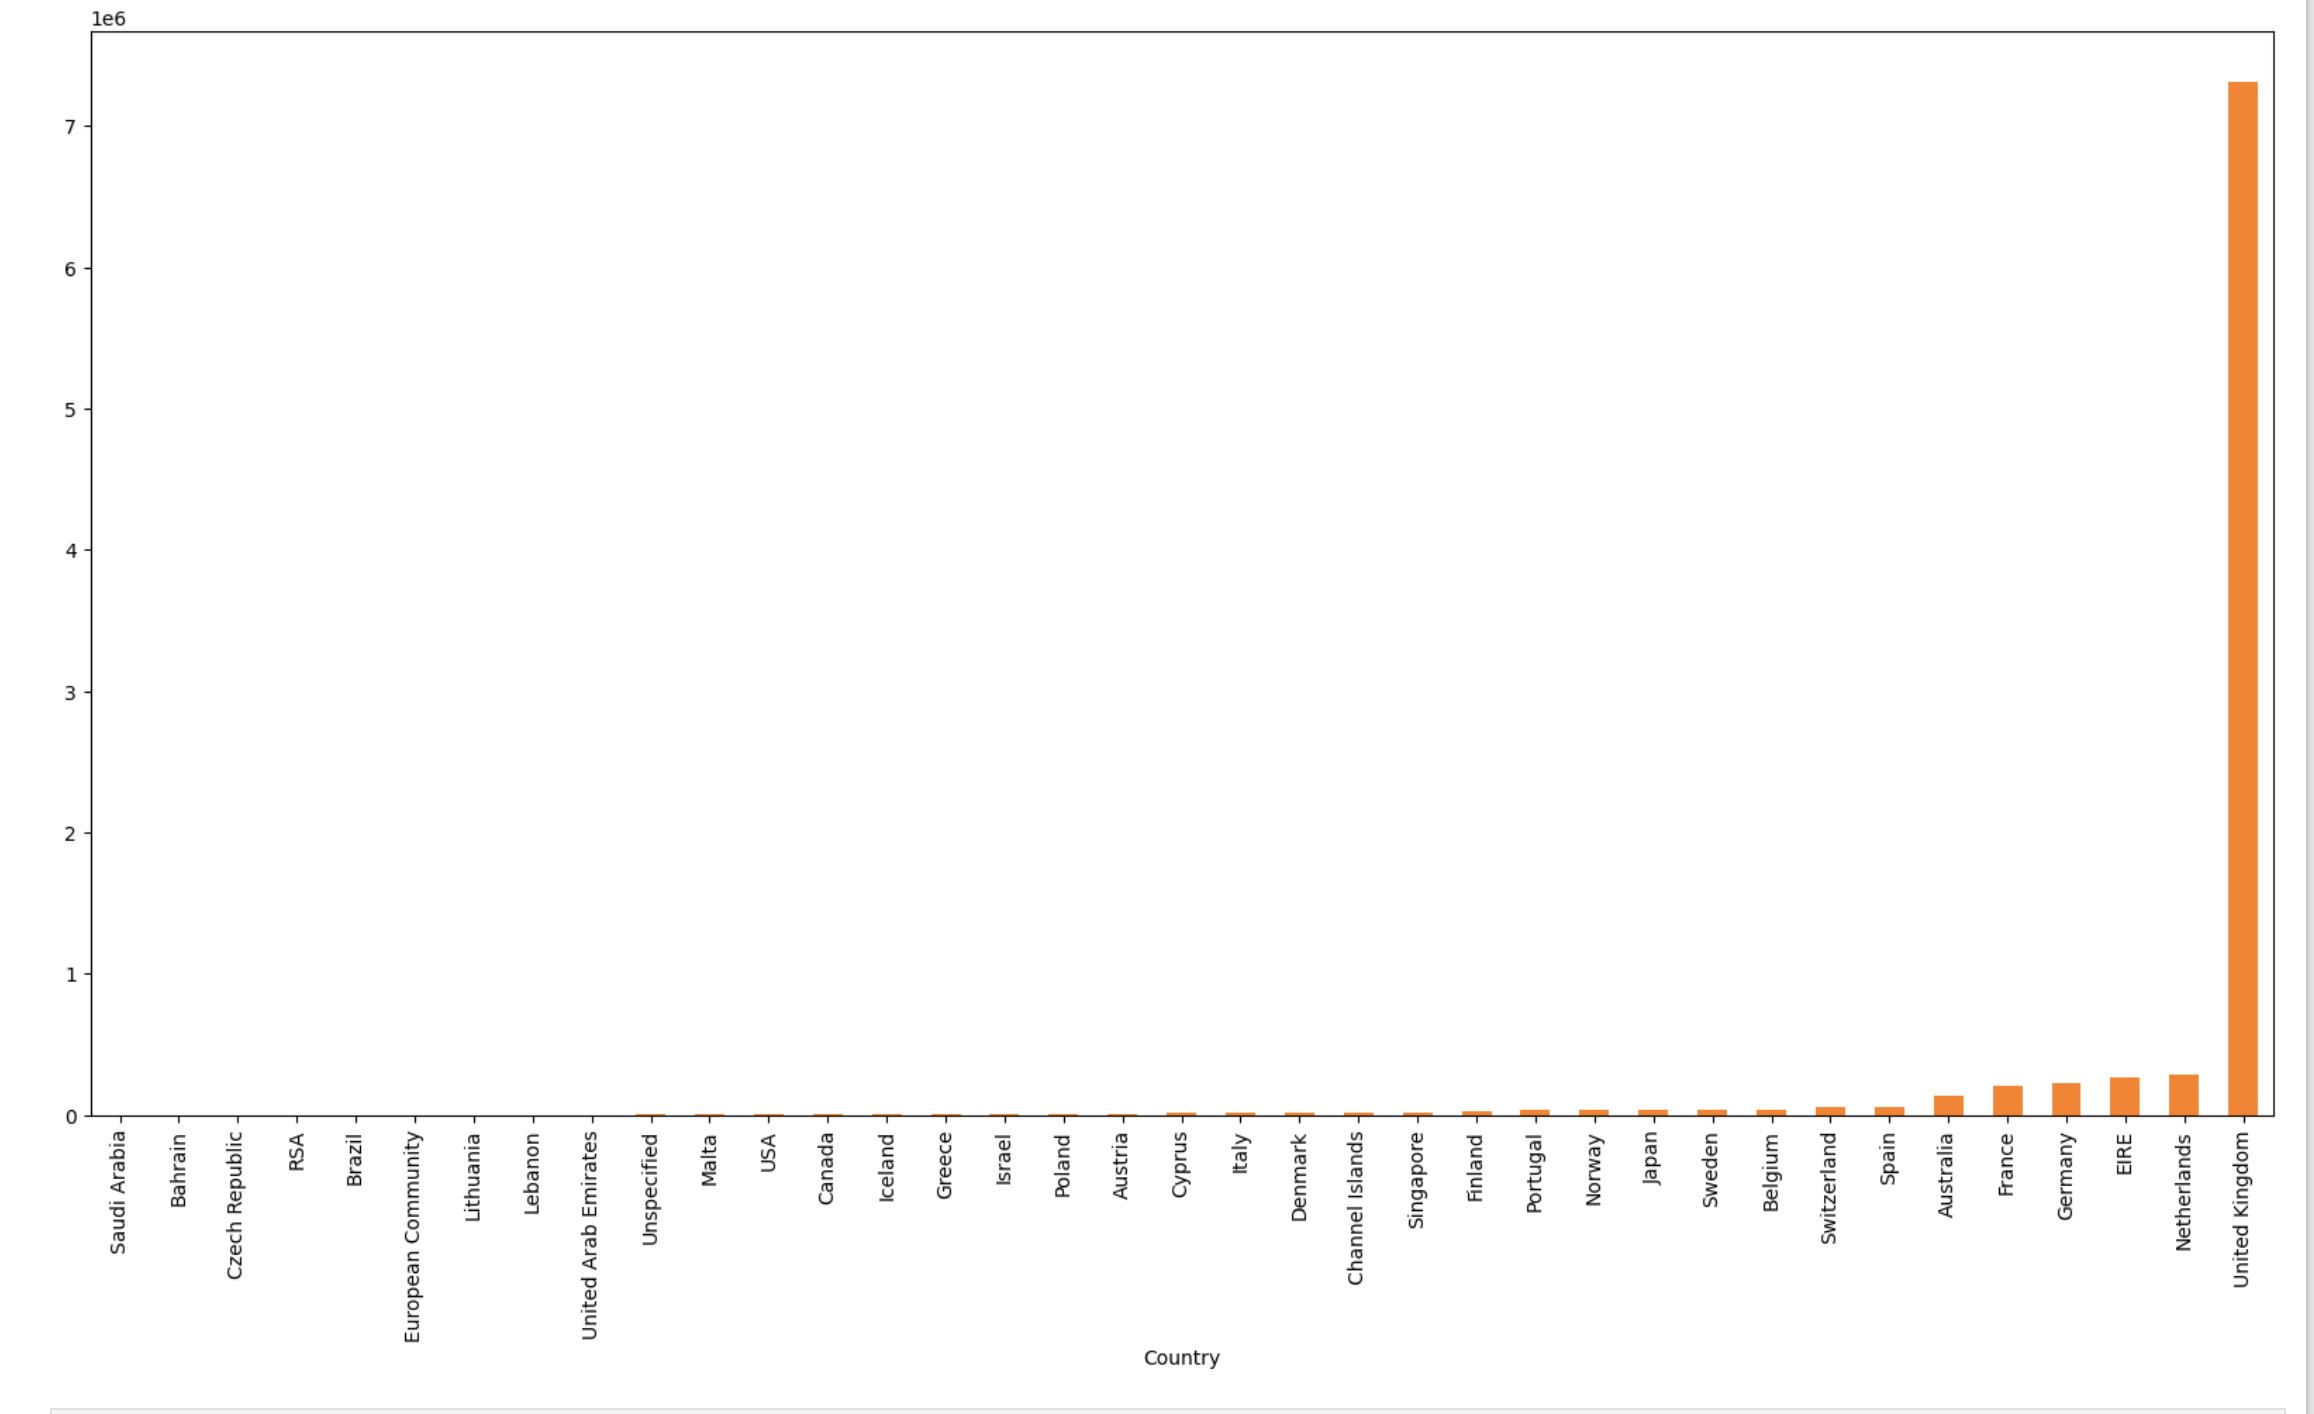 1e6
7
6
5
4
3
2
1
0
Saudi Arabia
Bahrain
Czech Republic
RSA
Brazil
European Community
Lithuania
Lebanon
United Arab Emirates
Unspecified
Malta
USA
Canada
Iceland
Greece
Israel
Poland
Austria
Cyprus
Italy
Denmark
Channel Islands
Singapore
Finland
Portugal
Norway
Japan
Sweden
Belgium
Switzerland
Spain
Australia
France
Germany
EIRE
Netherlands
United Kingdom
Country